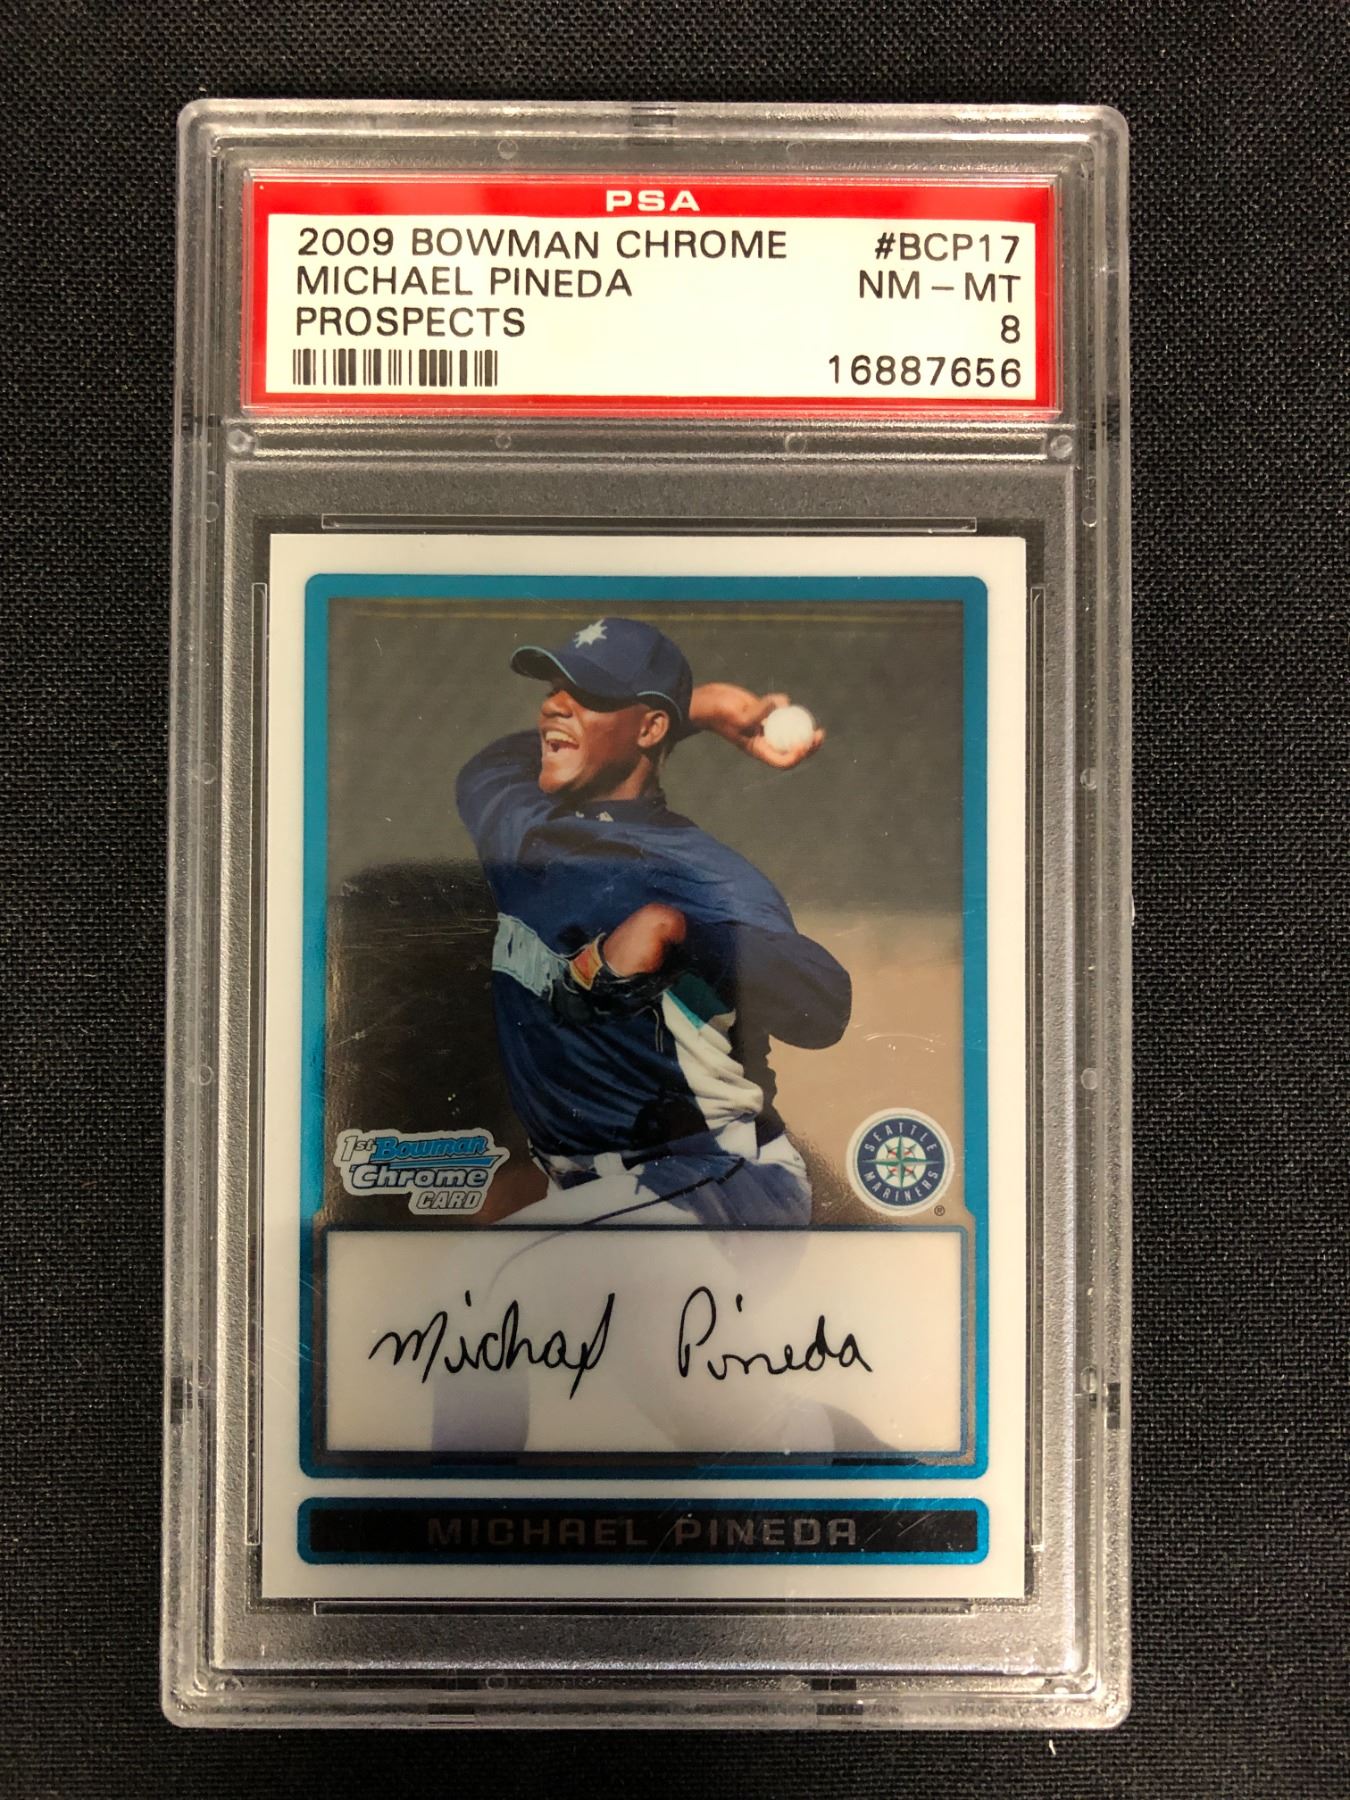 PSA
2009 BOWMAN CHROME #BCP17
MICHAEL PINEDA NM - MT
PROSPECTS 8
16887656
1st Bowman
Chrome
CARD
SEATTLE
MARINERS
®
Michael Pineda
MICHAEL PINEDA